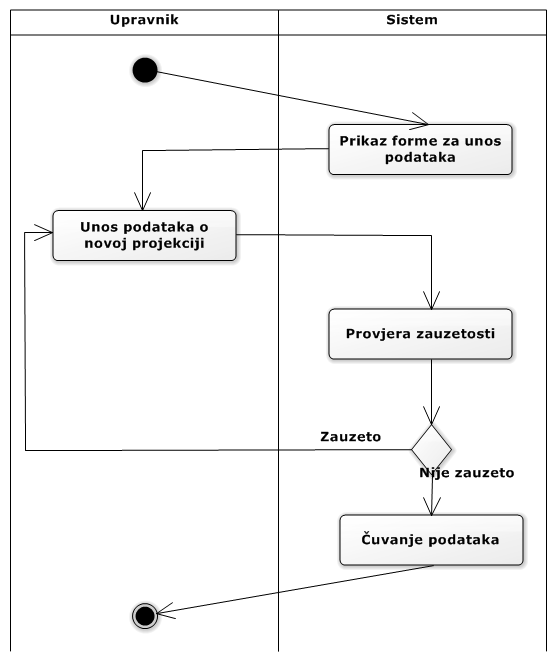 Upravnik
Sistem
Prikaz forme za unos
podataka
Unos podataka o
novoj projekciji
Provjera zauzetosti
Zauzeto
Nije zauzeto
Čuvanje podataka